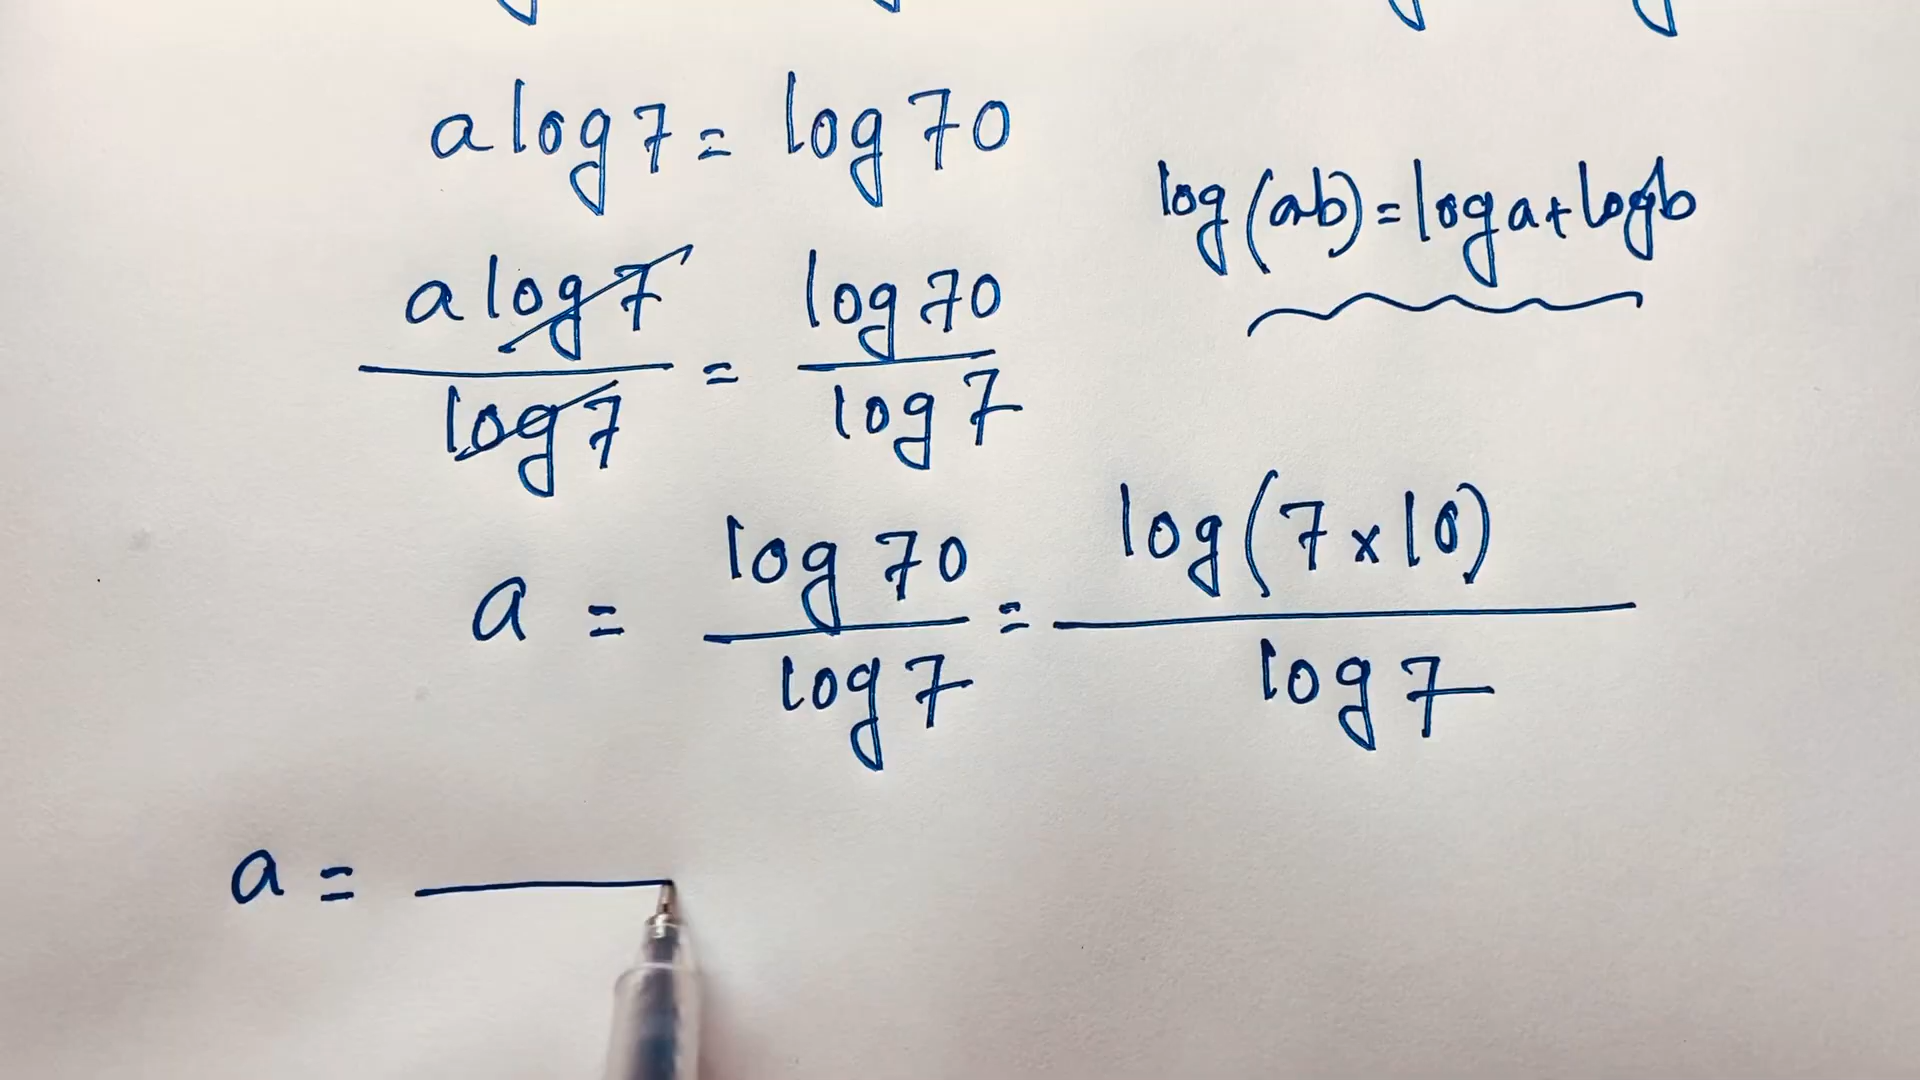 a log 7 = log 70
log (ab) = log a + log b
a log 7 / log 7 = log 70 / log 7
a = log 70 / log 7 = log (7 × 10) / log 7
a =